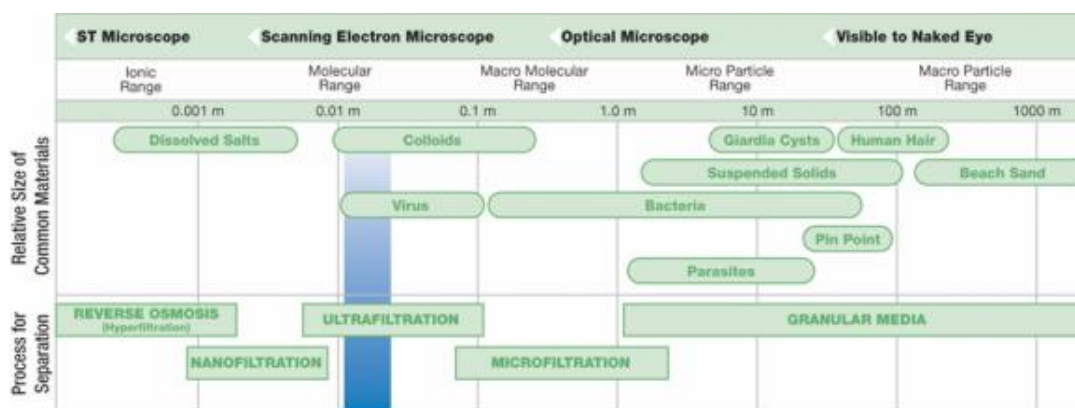 ST Microscope
Scanning Electron Microscope
Optical Microscope
Visible to Naked Eye
Ionic
Range
Molecular
Range
Macro Molecular
Range
Micro Particle
Range
Macro Particle
Range
0.001 m
0.01 m
0.1 m
1.0 m
10 m
100 m
1000 m
Relative Size of
Common Materials
Dissolved Salts
Colloids
Giardia Cysts
Human Hair
Suspended Solids
Beach Sand
Virus
Bacteria
Pin Point
Parasites
Process for
Separation
REVERSE OSMOSIS
(Hyperfiltration)
ULTRAFILTRATION
GRANULAR MEDIA
NANOFILTRATION
MICROFILTRATION